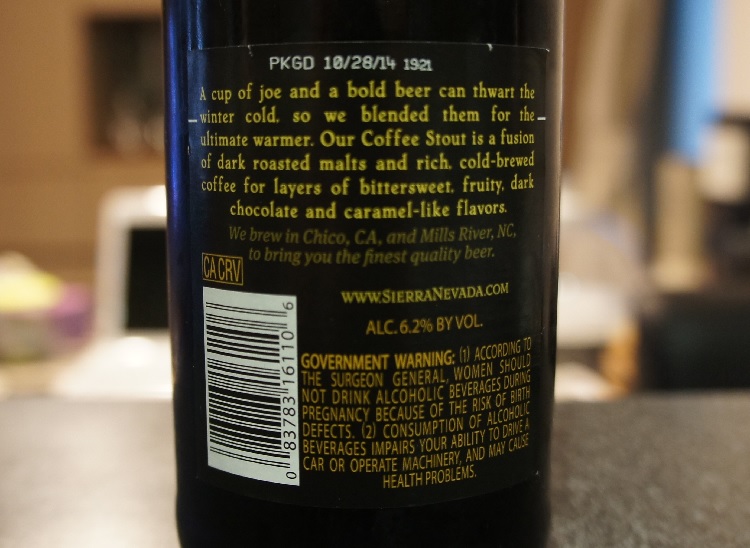 PKGD 10/28/14 1921
A cup of joe and a bold beer can thwart the
winter cold, so we blended them for the
ultimate warmer. Our Coffee Stout is a fusion
of dark roasted malts and rich, cold-brewed
coffee for layers of bittersweet, fruity, dark
chocolate and caramel-like flavors.
We brew in Chico, CA, and Mills River, NC,
to bring you the finest quality beer.
CA CRV
www.SierraNevada.com
ALC. 6.2% BY VOL.
0 83783 16110 6
GOVERNMENT WARNING: (1) ACCORDING TO
THE SURGEON GENERAL, WOMEN SHOULD
NOT DRINK ALCOHOLIC BEVERAGES DURING
PREGNANCY BECAUSE OF THE RISK OF BIRTH
DEFECTS. (2) CONSUMPTION OF ALCOHOLIC
BEVERAGES IMPAIRS YOUR ABILITY TO DRIVE A
CAR OR OPERATE MACHINERY, AND MAY CAUSE
HEALTH PROBLEMS.